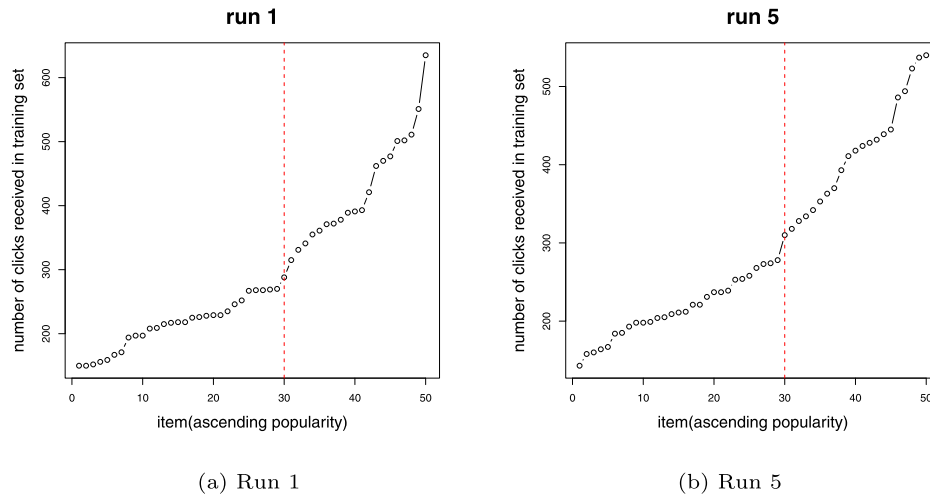 run 1
number of clicks received in training set
200 300 400 500 600
0 10 20 30 40 50
item(ascending popularity)
(a) Run 1
run 5
number of clicks received in training set
200 300 400 500
0 10 20 30 40 50
item(ascending popularity)
(b) Run 5